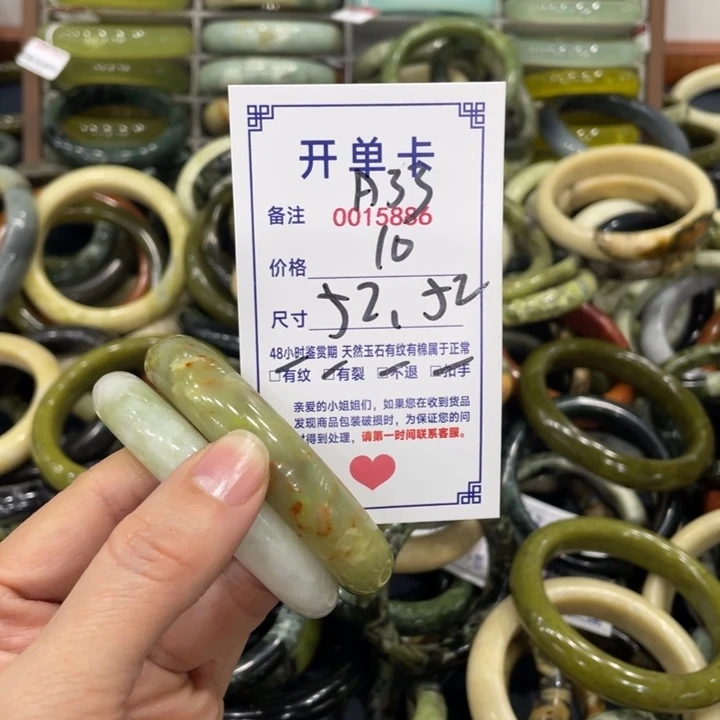 开单卡
A33
备注 0015886
价格 10
尺寸 52, 52
48小时鉴赏期 天然玉石有纹有棉属于正常
□有纹 □有裂 □不退 □扣手
亲爱的小姐姐们,如果您在收到货品
发现商品包装破损时,为保证您的问
得到处理,请第一时间联系客服。